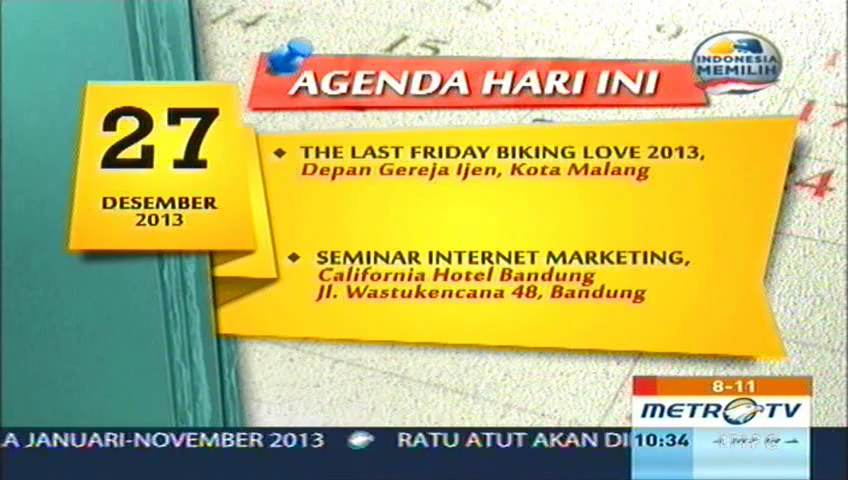 INDONESIA
MEMILIH
AGENDA HARI INI
27
DESEMBER
2013
THE LAST FRIDAY BIKING LOVE 2013,
Depan Gereja Ijen, Kota Malang
SEMINAR INTERNET MARKETING,
California Hotel Bandung
Jl. Wastukencana 48, Bandung
8-11
METRO TV
A JANUARI-NOVEMBER 2013 RATU ATUT AKAN DI
10:34